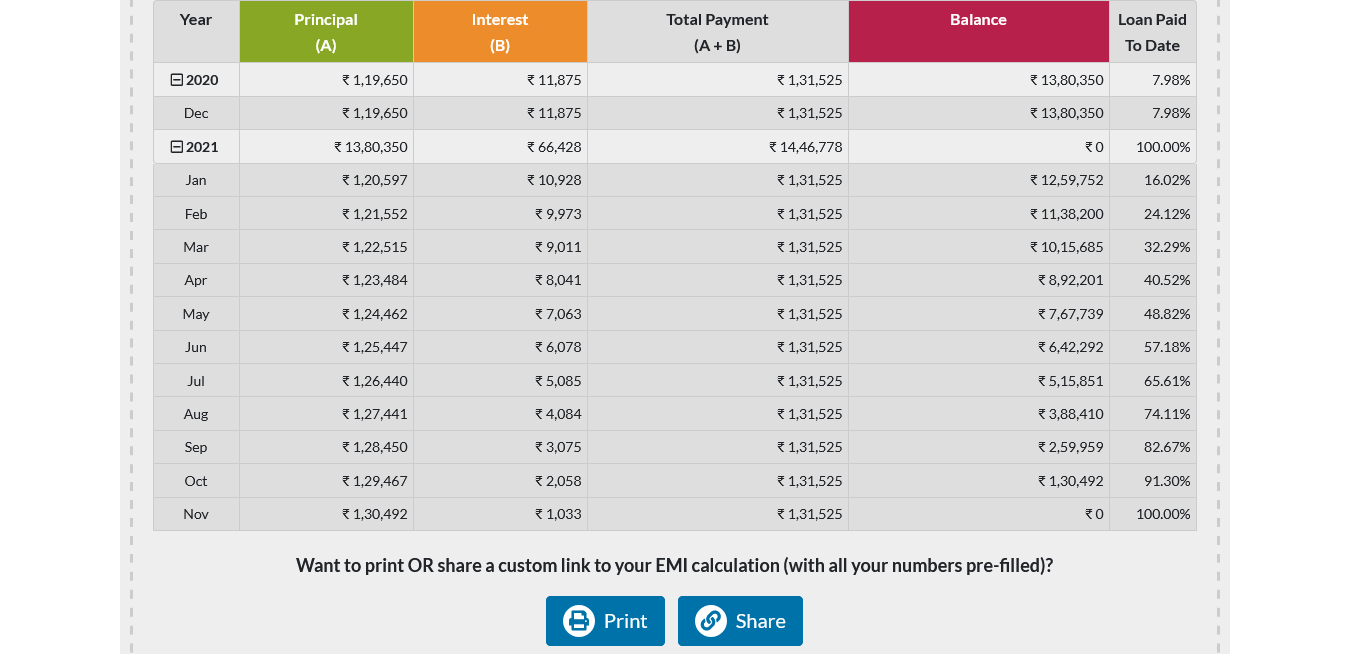 Year Principal Interest Total Payment Balance Loan Paid
(A) (B) (A + B) To Date
2020 ₹ 1,19,650 ₹ 11,875 ₹ 1,31,525 ₹ 13,80,350 7.98%
Dec ₹ 1,19,650 ₹ 11,875 ₹ 1,31,525 ₹ 13,80,350 7.98%
2021 ₹ 13,80,350 ₹ 66,428 ₹ 14,46,778 ₹ 0 100.00%
Jan ₹ 1,20,597 ₹ 10,928 ₹ 1,31,525 ₹ 12,59,752 16.02%
Feb ₹ 1,21,552 ₹ 9,973 ₹ 1,31,525 ₹ 11,38,200 24.12%
Mar ₹ 1,22,515 ₹ 9,011 ₹ 1,31,525 ₹ 10,15,685 32.29%
Apr ₹ 1,23,484 ₹ 8,041 ₹ 1,31,525 ₹ 8,92,201 40.52%
May ₹ 1,24,462 ₹ 7,063 ₹ 1,31,525 ₹ 7,67,739 48.82%
Jun ₹ 1,25,447 ₹ 6,078 ₹ 1,31,525 ₹ 6,42,292 57.18%
Jul ₹ 1,26,440 ₹ 5,085 ₹ 1,31,525 ₹ 5,15,851 65.61%
Aug ₹ 1,27,441 ₹ 4,084 ₹ 1,31,525 ₹ 3,88,410 74.11%
Sep ₹ 1,28,450 ₹ 3,075 ₹ 1,31,525 ₹ 2,59,959 82.67%
Oct ₹ 1,29,467 ₹ 2,058 ₹ 1,31,525 ₹ 1,30,492 91.30%
Nov ₹ 1,30,492 ₹ 1,033 ₹ 1,31,525 ₹ 0 100.00%
Want to print OR share a custom link to your EMI calculation (with all your numbers pre-filled)?
Print Share